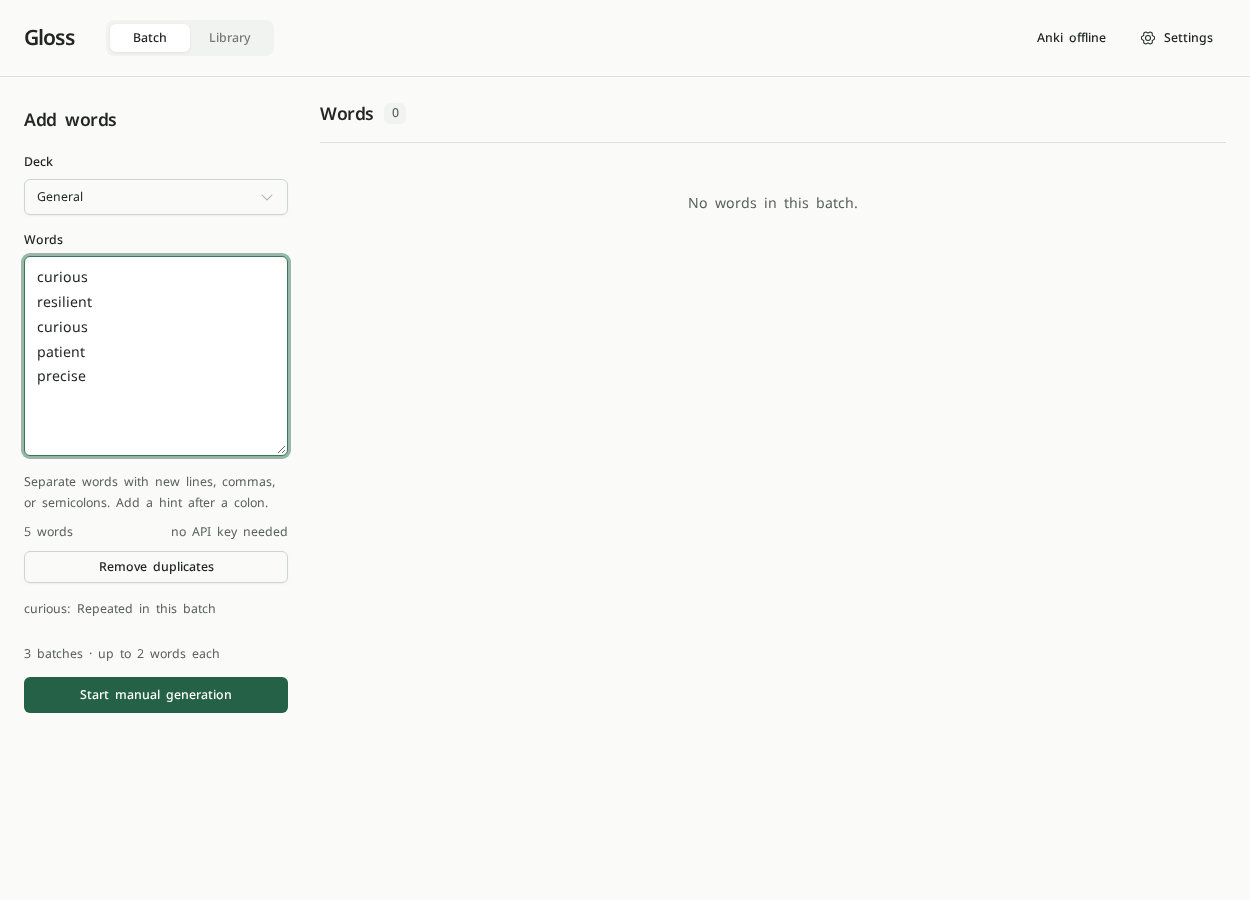 Gloss
Batch
Library
Anki offline
Settings
Add words
Deck
General
Words
curious
resilient
curious
patient
precise
Separate words with new lines, commas,
or semicolons. Add a hint after a colon.
5 words
no API key needed
Remove duplicates
curious: Repeated in this batch
3 batches · up to 2 words each
Start manual generation
Words
0
No words in this batch.